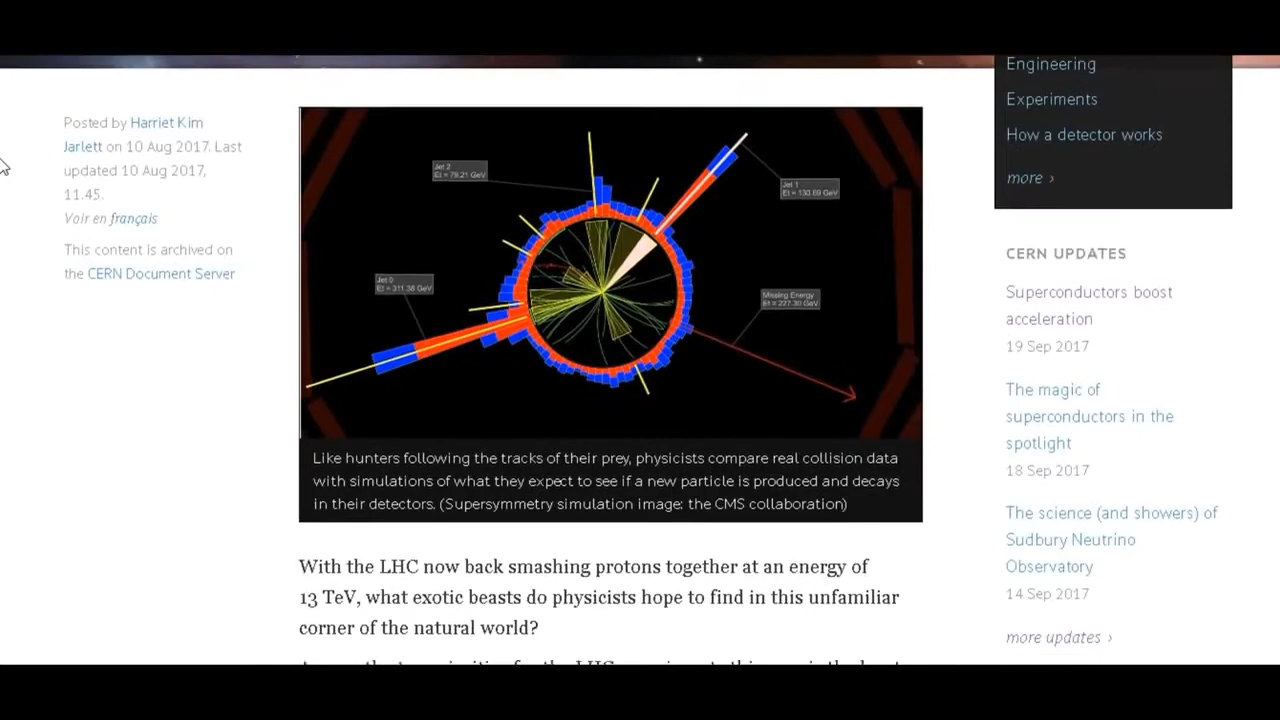 Posted by Harriet Kim
Jarlett on 10 Aug 2017. Last
updated 10 Aug 2017,
11.45.
Voir en français
This content is archived on
the CERN Document Server
Jet 2
Et = 79.21 GeV
Jet 1
Et = 130.69 GeV
Jet 0
Et = 311.38 GeV
Missing Energy
Et = 227.30 GeV
Like hunters following the tracks of their prey, physicists compare real collision data
with simulations of what they expect to see if a new particle is produced and decays
in their detectors. (Supersymmetry simulation image: the CMS collaboration)
With the LHC now back smashing protons together at an energy of
13 TeV, what exotic beasts do physicists hope to find in this unfamiliar
corner of the natural world?
Engineering
Experiments
How a detector works
more ›
CERN UPDATES
Superconductors boost
acceleration
19 Sep 2017
The magic of
superconductors in the
spotlight
18 Sep 2017
The science (and showers) of
Sudbury Neutrino
Observatory
14 Sep 2017
more updates ›